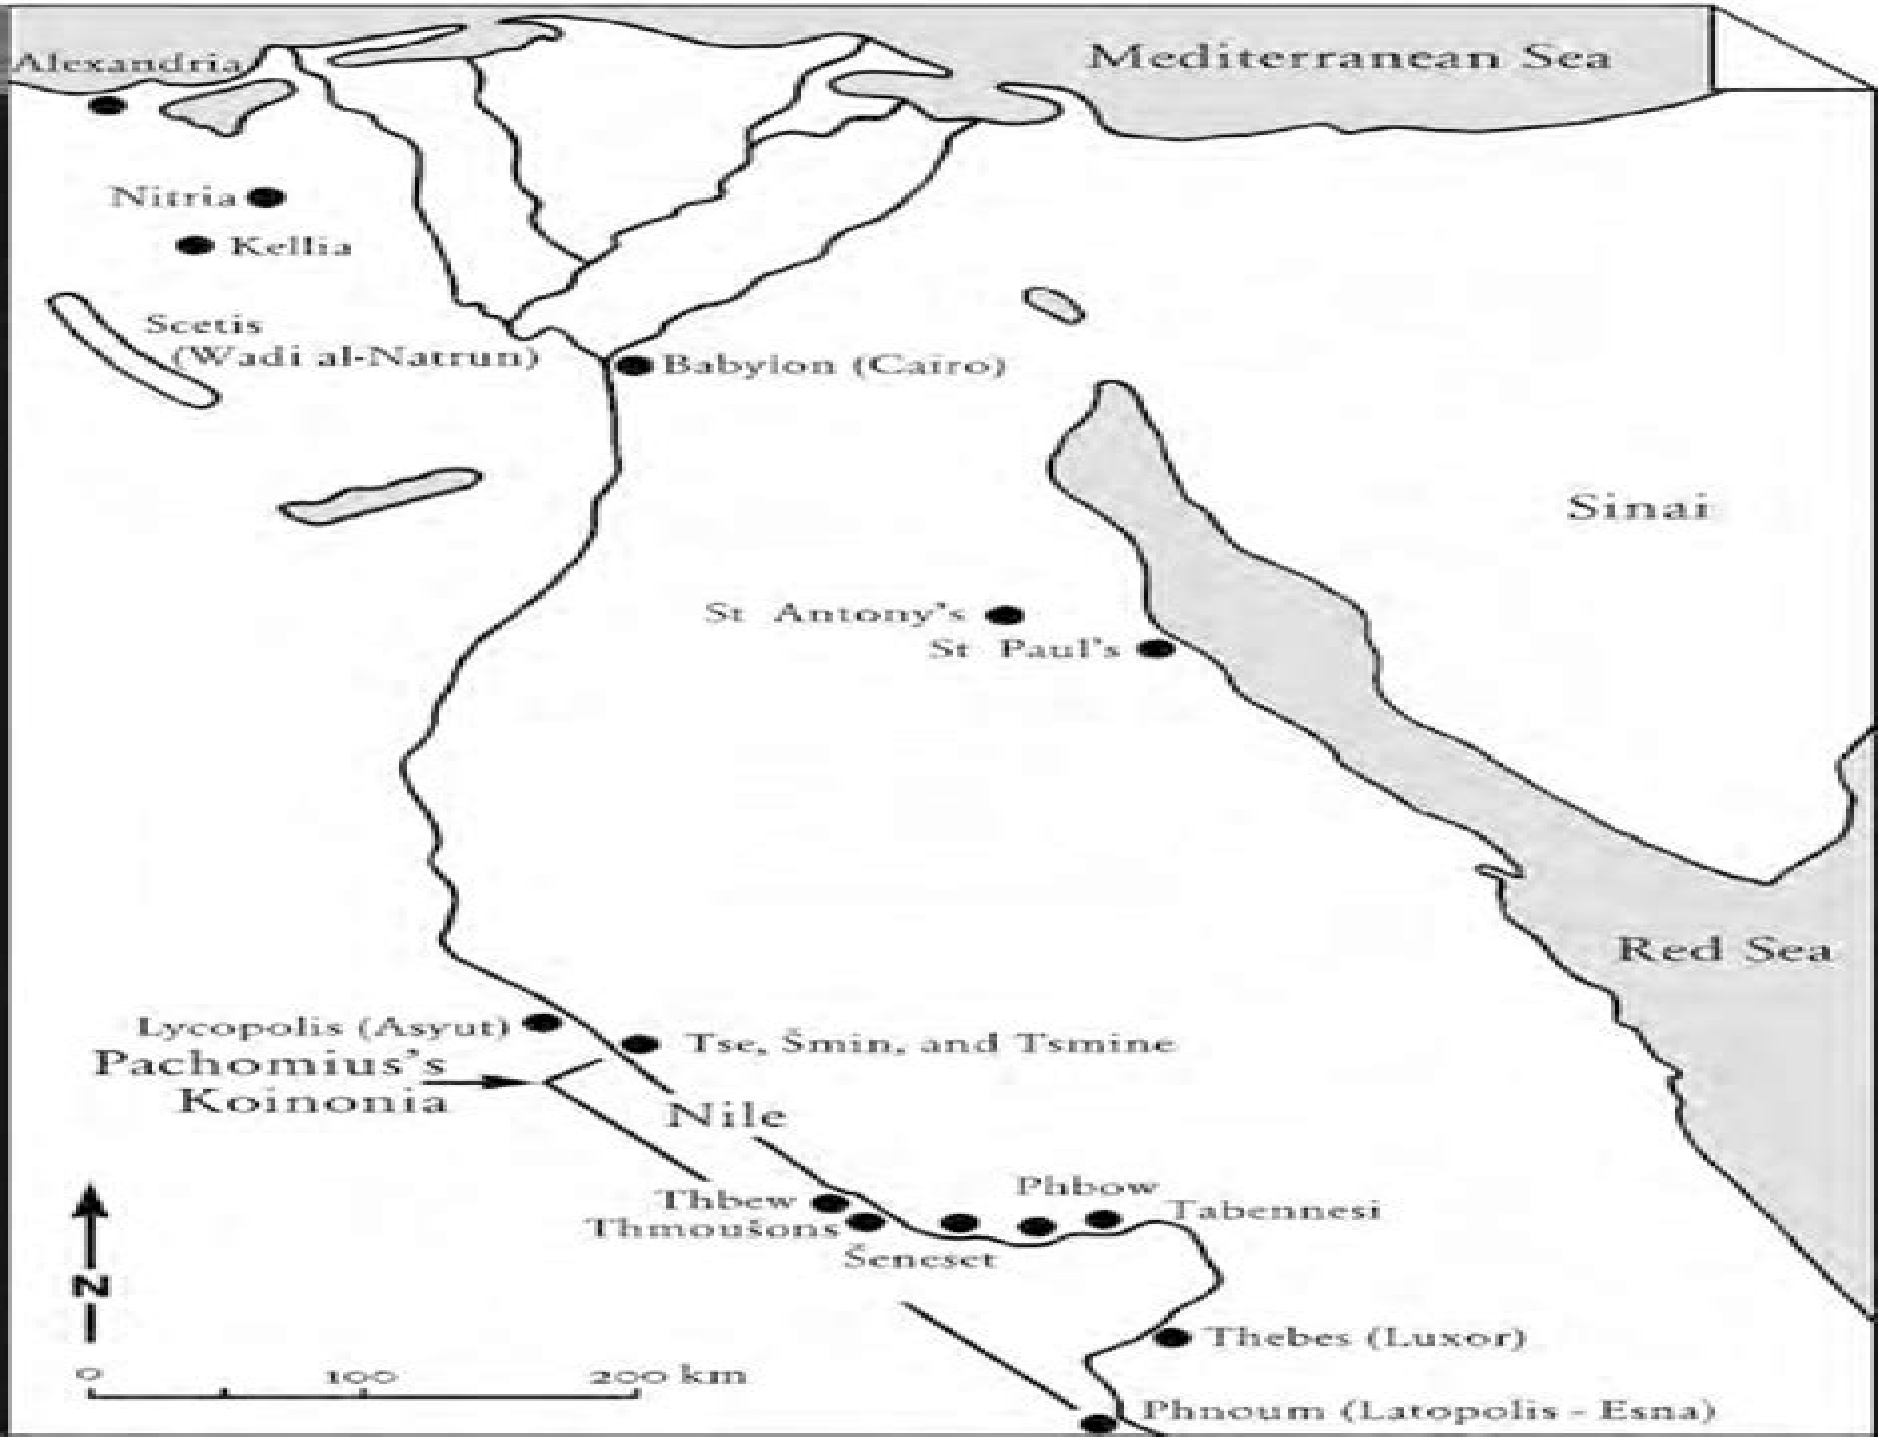 Alexandria
Mediterranean Sea
Nitria
Kellia
Scetis
(Wadi al-Natrun)
Babylon (Cairo)
Sinai
St Antony's
St Paul's
Red Sea
Lycopolis (Asyut)
Tse, Šmin, and Tsmine
Pachomius's
Koinonia
Nile
Phbow
Thbew
Tabennesi
Thmoušons
Šeneset
N
Thebes (Luxor)
0 100 200 km
Phnoum (Latopolis - Esna)